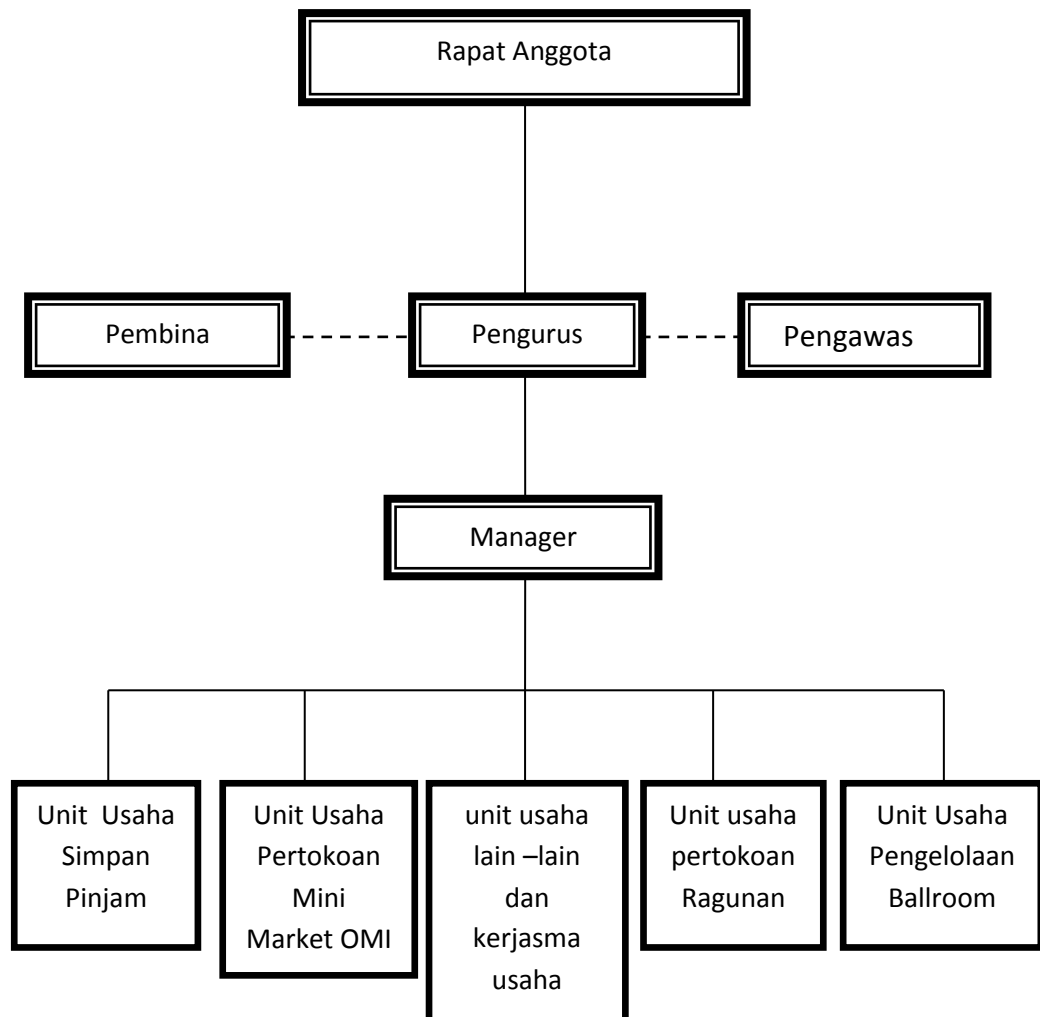 Rapat Anggota
Pembina
Pengurus
Pengawas
Manager
Unit Usaha
Simpan
Pinjam
Unit Usaha
Pertokoan
Mini
Market OMI
unit usaha
lain –lain
dan
kerjasma
usaha
Unit usaha
pertokoan
Ragunan
Unit Usaha
Pengelolaan
Ballroom